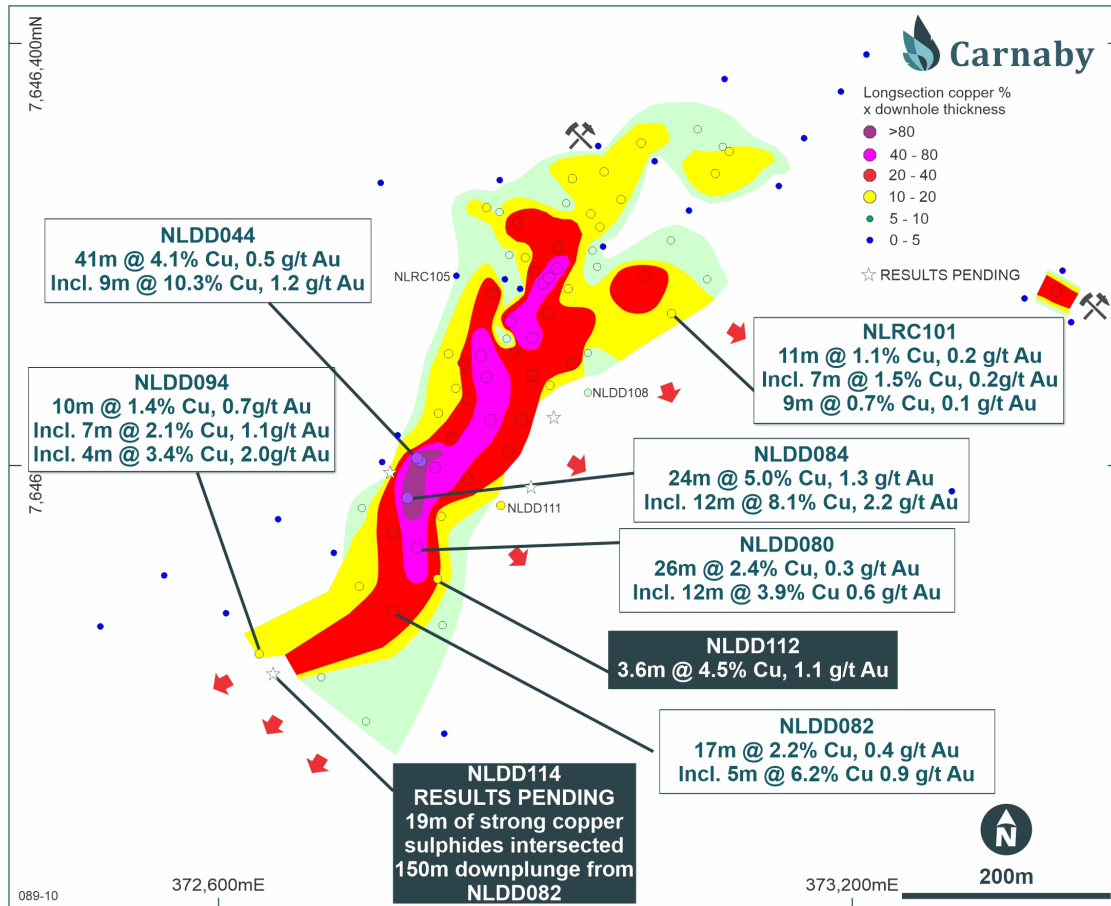 7,646,400mN
Carnaby
Longsection copper %
x downhole thickness
>80
40 - 80
20 - 40
10 - 20
5 - 10
0 - 5
RESULTS PENDING
NLDD044
41m @ 4.1% Cu, 0.5 g/t Au
Incl. 9m @ 10.3% Cu, 1.2 g/t Au
NLRC105
NLRC101
11m @ 1.1% Cu, 0.2 g/t Au
Incl. 7m @ 1.5% Cu, 0.2g/t Au
9m @ 0.7% Cu, 0.1 g/t Au
NLDD094
10m @ 1.4% Cu, 0.7g/t Au
Incl. 7m @ 2.1% Cu, 1.1g/t Au
Incl. 4m @ 3.4% Cu, 2.0g/t Au
NLDD108
7,646
NLDD084
24m @ 5.0% Cu, 1.3 g/t Au
Incl. 12m @ 8.1% Cu, 2.2 g/t Au
NLDD111
NLDD080
26m @ 2.4% Cu, 0.3 g/t Au
Incl. 12m @ 3.9% Cu 0.6 g/t Au
NLDD112
3.6m @ 4.5% Cu, 1.1 g/t Au
NLDD082
17m @ 2.2% Cu, 0.4 g/t Au
Incl. 5m @ 6.2% Cu 0.9 g/t Au
NLDD114
RESULTS PENDING
19m of strong copper
sulphides intersected
150m downplunge from
NLDD082
N
200m
372,600mE
373,200mE
089-10